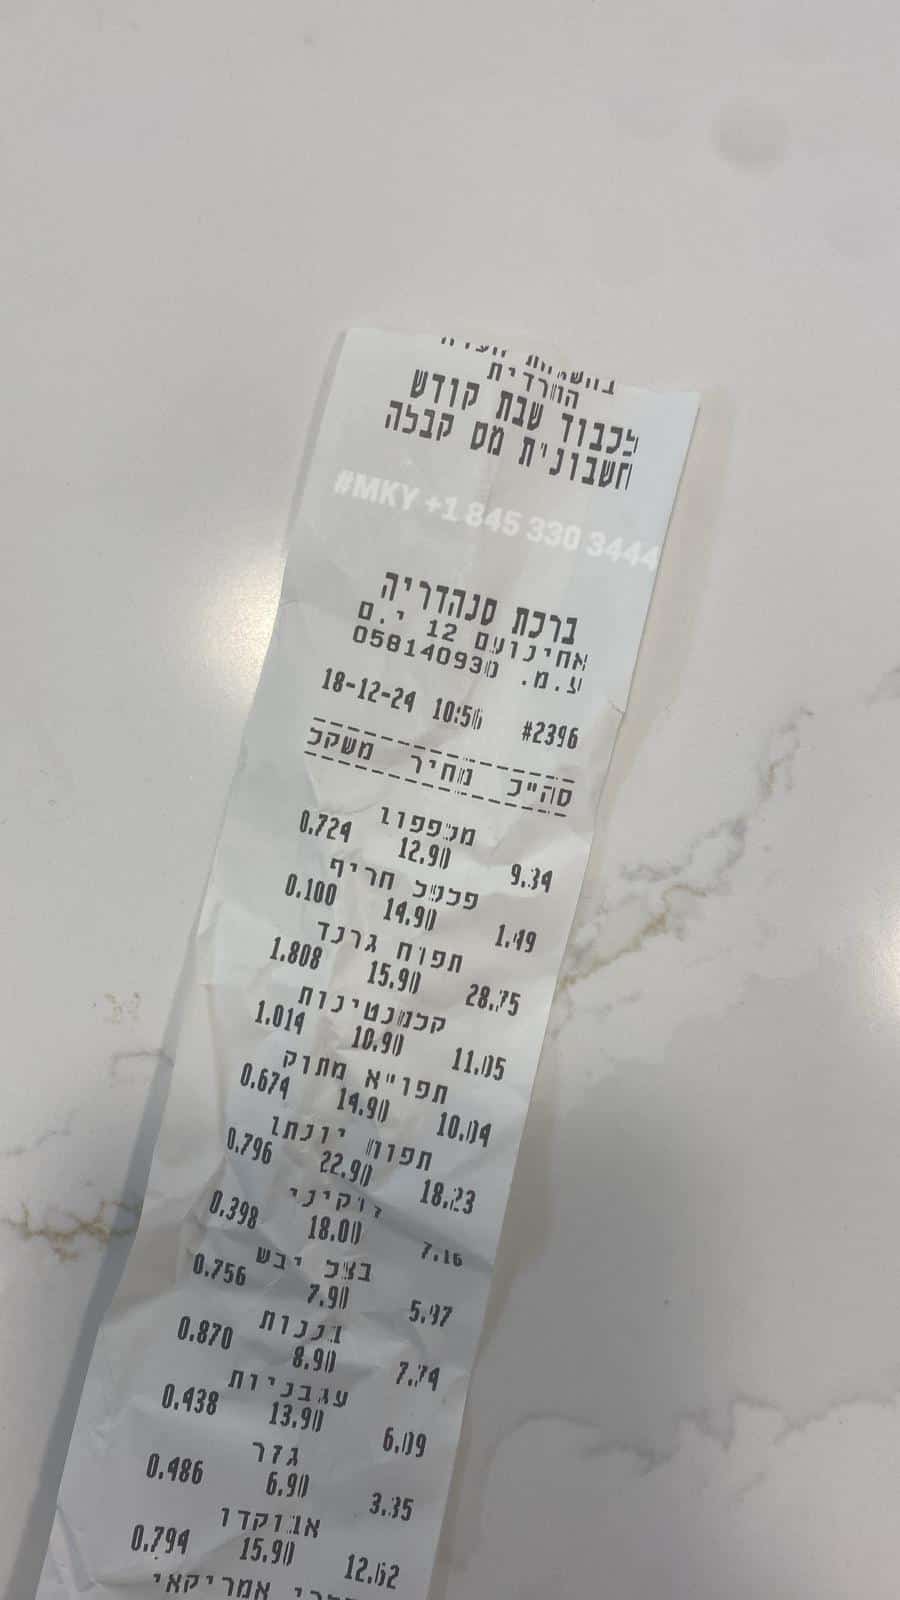 בהשגחת העדה
החרדית
לכבוד שבת קודש
חשבונית מס קבלה
#MKY +1 845 330 3444
ברכת סנהדריה
אחינועם 12 י.ם
ע.מ. 058140930
18-12-24 10:56 #2396
סה"כ מחיר משקל
מלפפון
0.724 12.90 9.34
פלפל חריף
0.100 14.90 1.49
תפוח גרנד
1.808 15.90 28.75
קלמנטינות
1.014 10.90 11.05
תפו"א מתוק
0.674 14.90 10.04
תפוח יונתן
0.796 22.90 18.23
זוקיני
0.398 18.00 7.16
בצל יבש
0.756 7.90 5.97
בננות
0.870 8.90 7.74
עגבניות
0.438 13.90 6.09
גזר
0.486 6.90 3.35
אבוקדו
0.794 15.90 12.62
אמריקאי